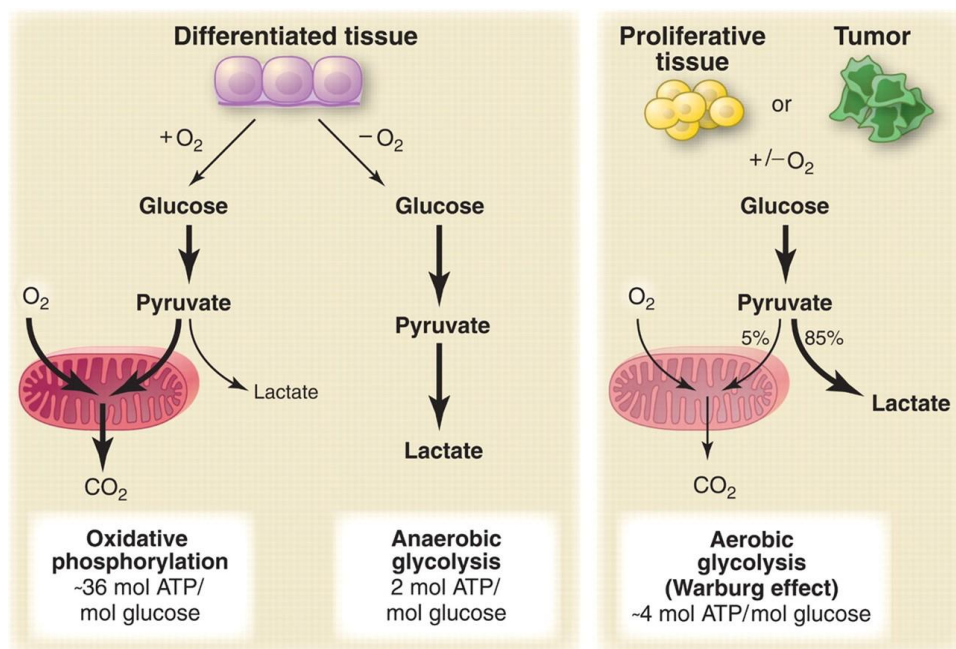 Differentiated tissue
+O₂
−O₂
Glucose
Glucose
O₂
Pyruvate
Pyruvate
Lactate
Lactate
CO₂
Oxidative
phosphorylation
~36 mol ATP/
mol glucose
Anaerobic
glycolysis
2 mol ATP/
mol glucose
Proliferative
tissue
or
Tumor
+/−O₂
Glucose
O₂
Pyruvate
5%
85%
Lactate
CO₂
Aerobic
glycolysis
(Warburg effect)
~4 mol ATP/mol glucose